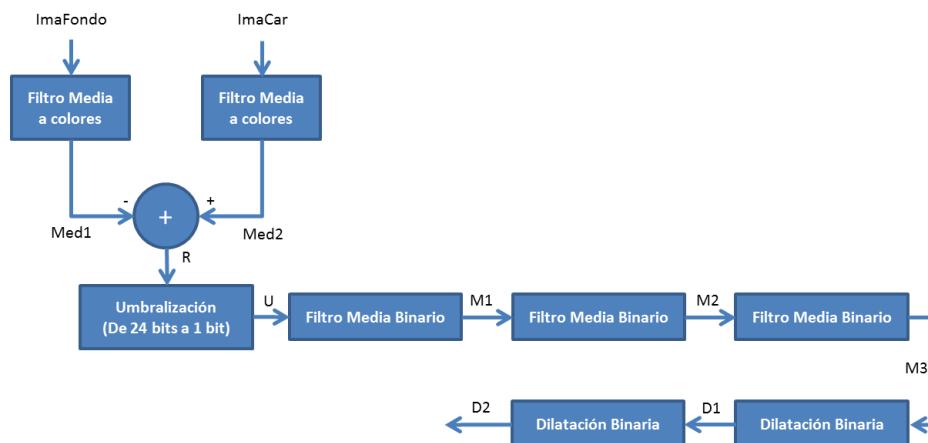 ImaFondo
ImaCar
Filtro Media
a colores
Filtro Media
a colores
-
+
+
Med1
Med2
R
Umbralización
(De 24 bits a 1 bit)
U
Filtro Media Binario
M1
Filtro Media Binario
M2
Filtro Media Binario
M3
Dilatación Binaria
D1
Dilatación Binaria
D2